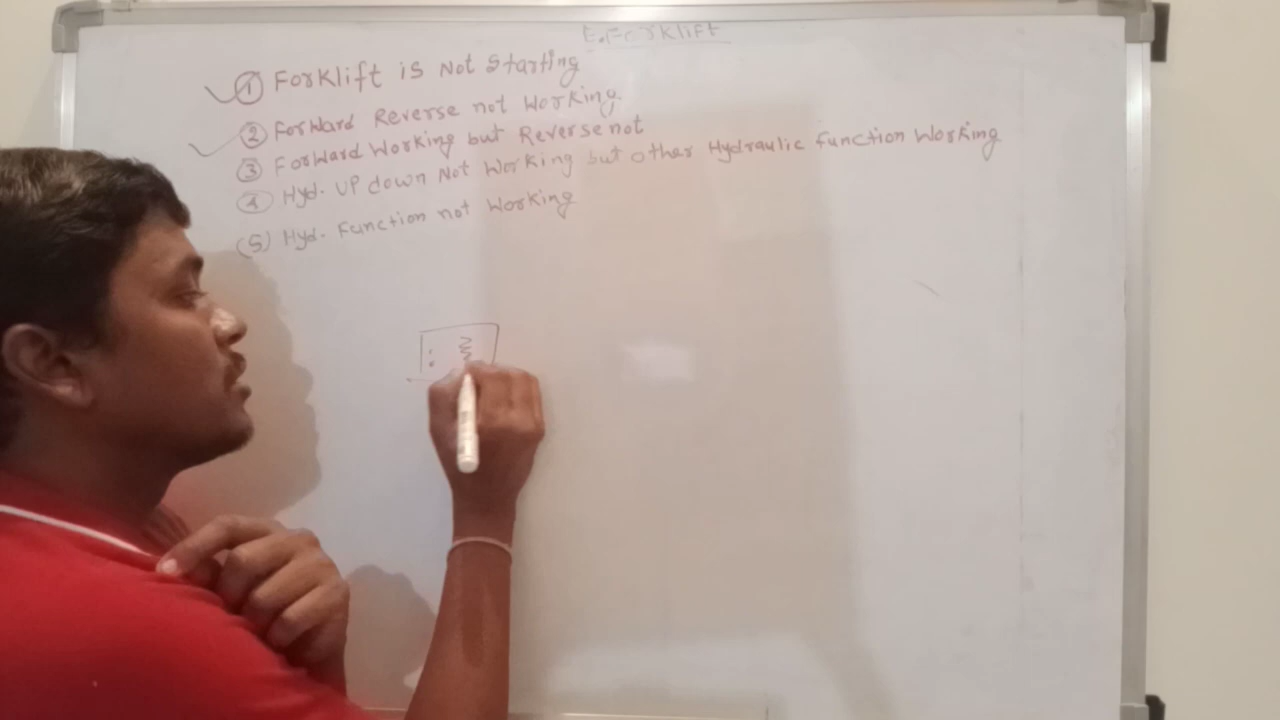 E. Forklift
① Forklift is Not Starting
② Forward Reverse not Working
③ Forward Working but Reverse not
④ Hyd. UP down Not Working but other Hydraulic function Working
(5) Hyd. Function not Working